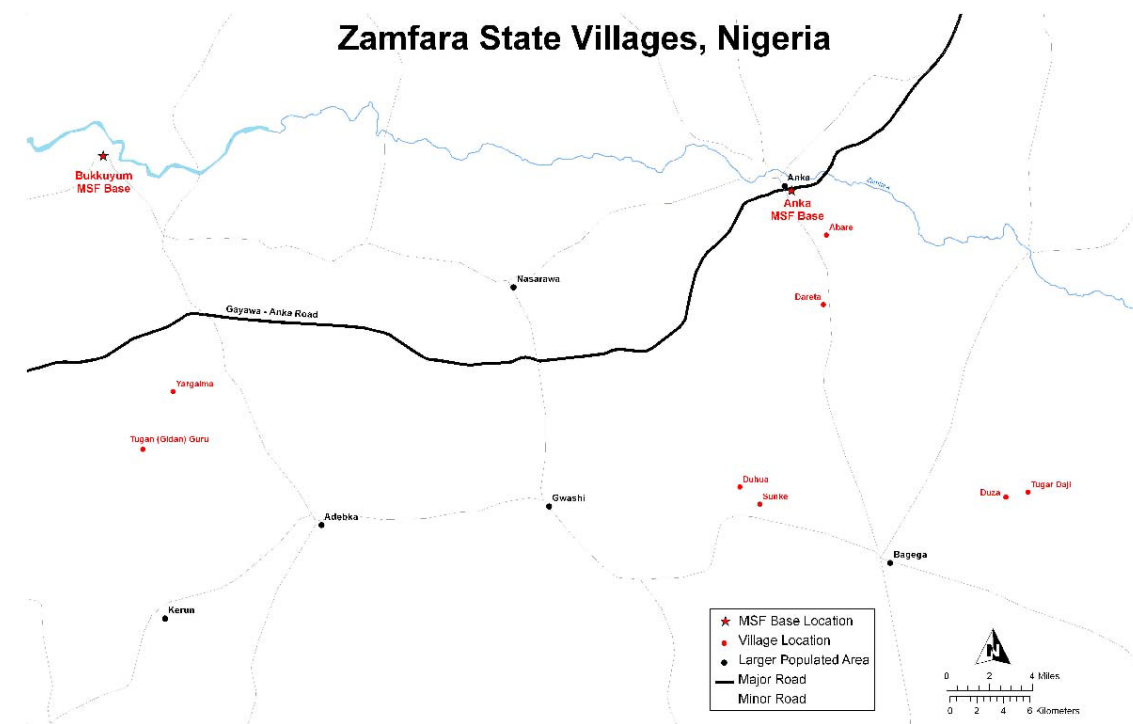 Zamfara State Villages, Nigeria
Bukkuyum
MSF Base
Anka
Anka
MSF Base
Abare
Nasarawa
Dareta
Gayawa - Anka Road
Yargalma
Tugan (Gidan) Guru
Duhua
Sunke
Duza
Tugar Daji
Gwashi
Adebka
Bagega
Kerun
MSF Base Location
Village Location
Larger Populated Area
Major Road
Minor Road
N
0 2 4 Miles
0 2 4 6 Kilometers